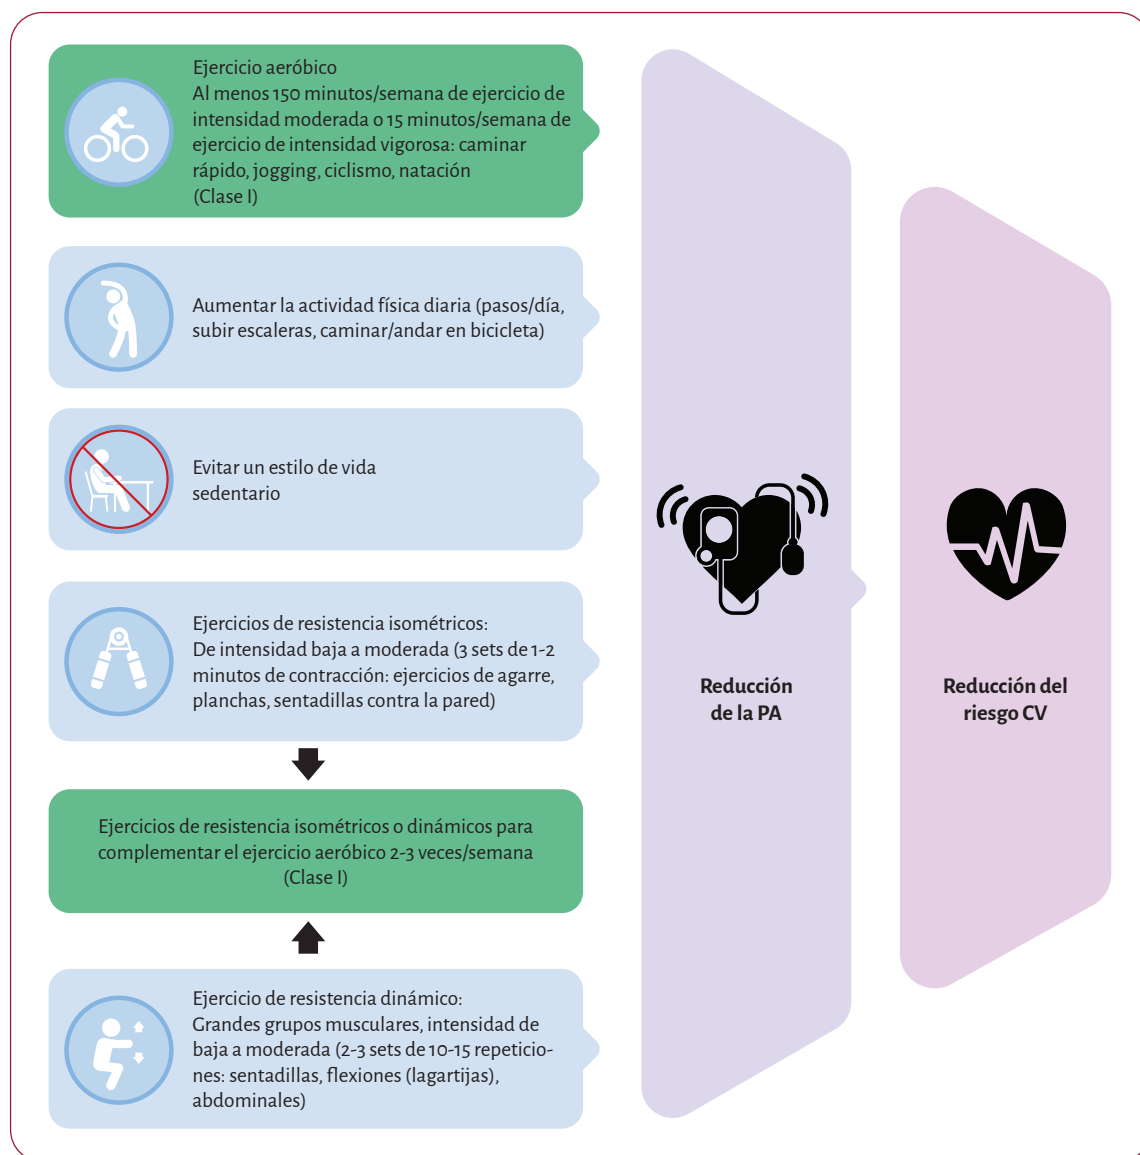 Ejercicio aeróbico
Al menos 150 minutos/semana de ejercicio de
intensidad moderada o 15 minutos/semana de
ejercicio de intensidad vigorosa: caminar
rápido, jogging, ciclismo, natación
(Clase I)
Aumentar la actividad física diaria (pasos/día,
subir escaleras, caminar/andar en bicicleta)
Evitar un estilo de vida
sedentario
Ejercicios de resistencia isométricos:
De intensidad baja a moderada (3 sets de 1-2
minutos de contracción: ejercicios de agarre,
planchas, sentadillas contra la pared)
Ejercicios de resistencia isométricos o dinámicos para
complementar el ejercicio aeróbico 2-3 veces/semana
(Clase I)
Ejercicio de resistencia dinámico:
Grandes grupos musculares, intensidad de
baja a moderada (2-3 sets de 10-15 repeticio-
nes: sentadillas, flexiones (lagartijas),
abdominales)
Reducción
de la PA
Reducción del
riesgo CV